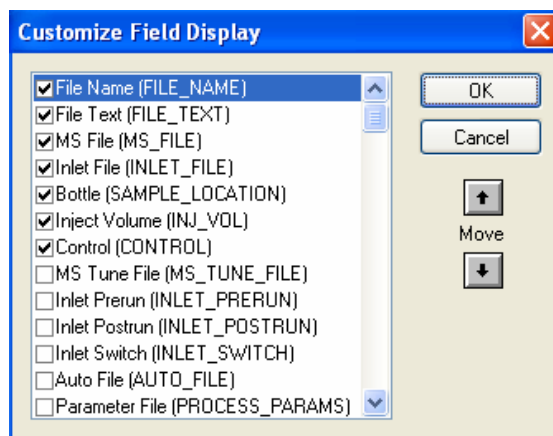 Customize Field Display
File Name (FILE_NAME)
File Text (FILE_TEXT)
MS File (MS_FILE)
Inlet File (INLET_FILE)
Bottle (SAMPLE_LOCATION)
Inject Volume (INJ_VOL)
Control (CONTROL)
MS Tune File (MS_TUNE_FILE)
Inlet Prerun (INLET_PRERUN)
Inlet Postrun (INLET_POSTRUN)
Inlet Switch (INLET_SWITCH)
Auto File (AUTO_FILE)
Parameter File (PROCESS_PARAMS)
OK
Cancel
Move